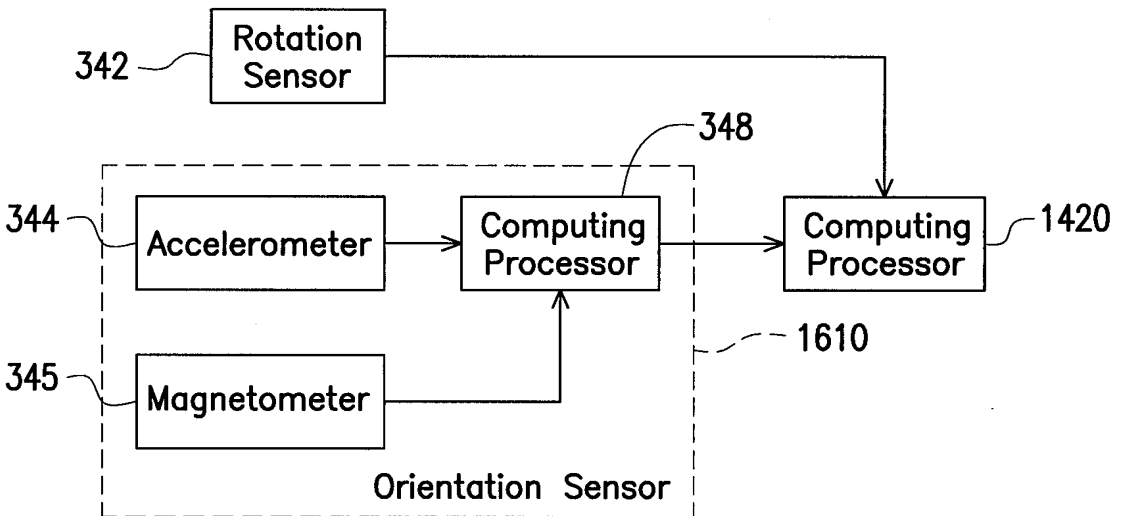 Rotation
Sensor
342
348
344
Accelerometer
Computing
Processor
Computing
Processor
1420
1610
345
Magnetometer
Orientation Sensor